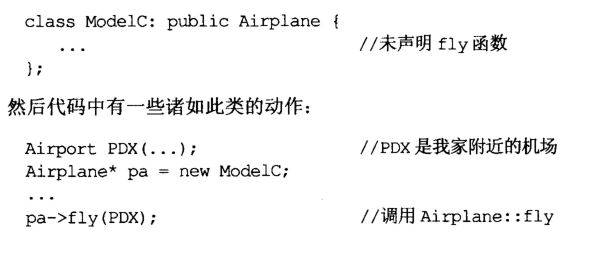 class ModelC: public Airplane {
... //未声明 fly 函数
};
然后代码中有一些诸如此类的动作：
Airport PDX(...); //PDX 是我家附近的机场
Airplane* pa = new ModelC;
...
pa->fly(PDX); //调用 Airplane::fly